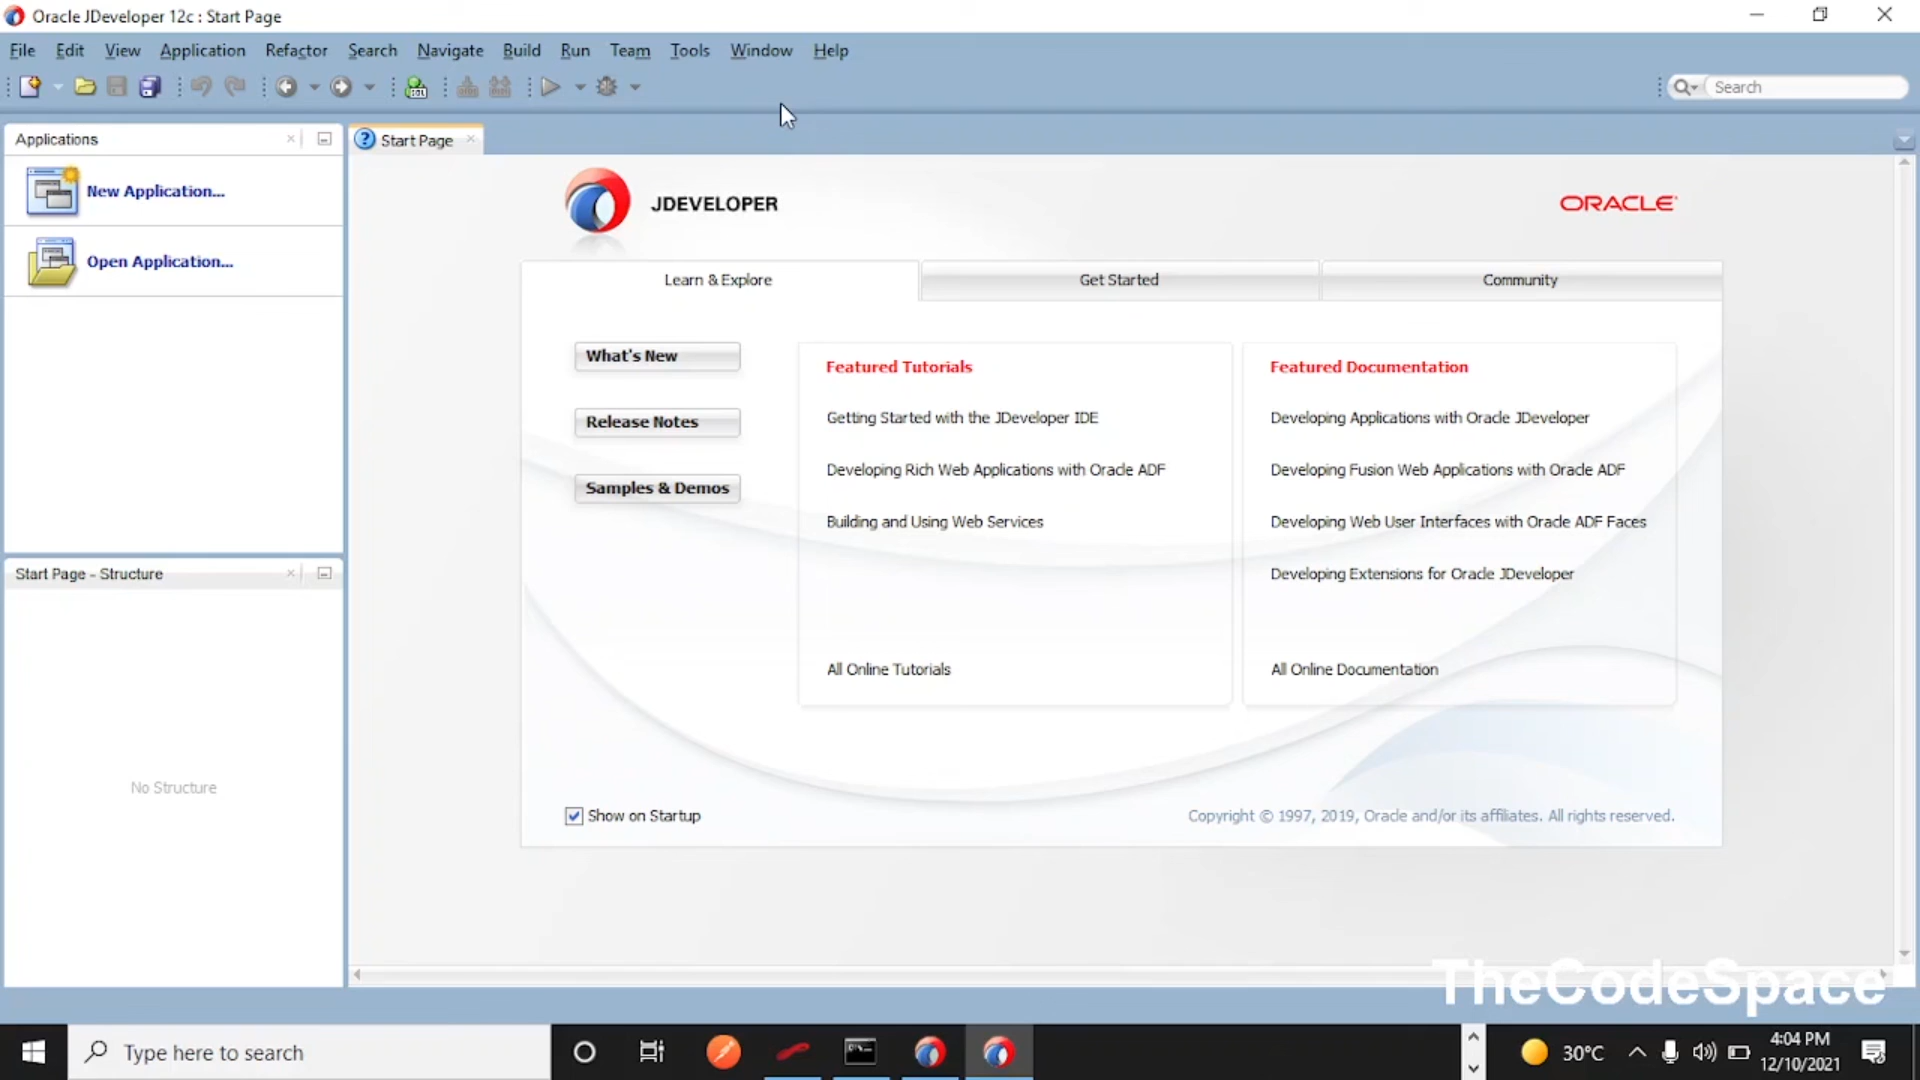 Oracle JDeveloper 12c : Start Page
File Edit View Application Refactor Search Navigate Build Run Team Tools Window Help
Search
Applications
Start Page
New Application...
Open Application...
JDEVELOPER
ORACLE
Learn & Explore
Get Started
Community
What's New
Release Notes
Samples & Demos
Featured Tutorials
Getting Started with the JDeveloper IDE
Developing Rich Web Applications with Oracle ADF
Building and Using Web Services
All Online Tutorials
Featured Documentation
Developing Applications with Oracle JDeveloper
Developing Fusion Web Applications with Oracle ADF
Developing Web User Interfaces with Oracle ADF Faces
Developing Extensions for Oracle JDeveloper
All Online Documentation
Start Page - Structure
No Structure
Show on Startup
Copyright © 1997, 2019, Oracle and/or its affiliates. All rights reserved.
TheCodeSpace
Type here to search
30°C
4:04 PM
12/10/2021